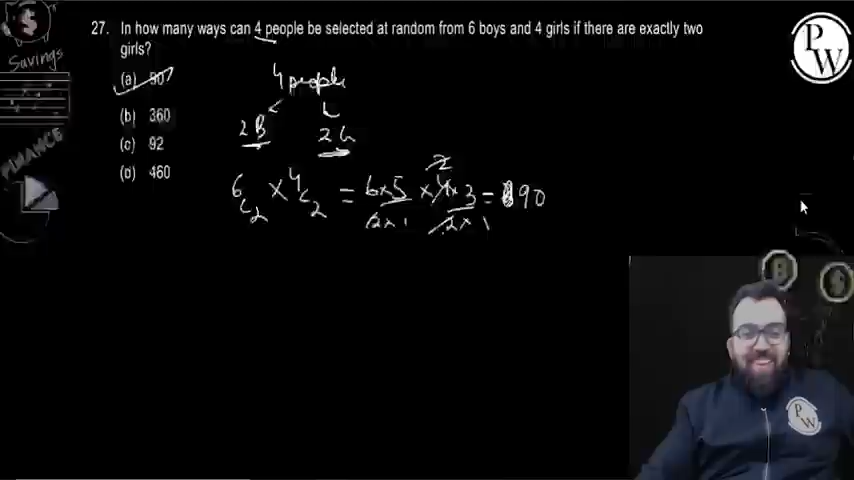 27. In how many ways can 4 people be selected at random from 6 boys and 4 girls if there are exactly two
girls?
(a) 90
(b) 360
(c) 92
(d) 460
4 people
2B 2G
6C2 × 4C2 = 6×5/2×1 × 4×3/2×1 = 90
2
$
Savings
FINANCE
P
W
B
$
P
W